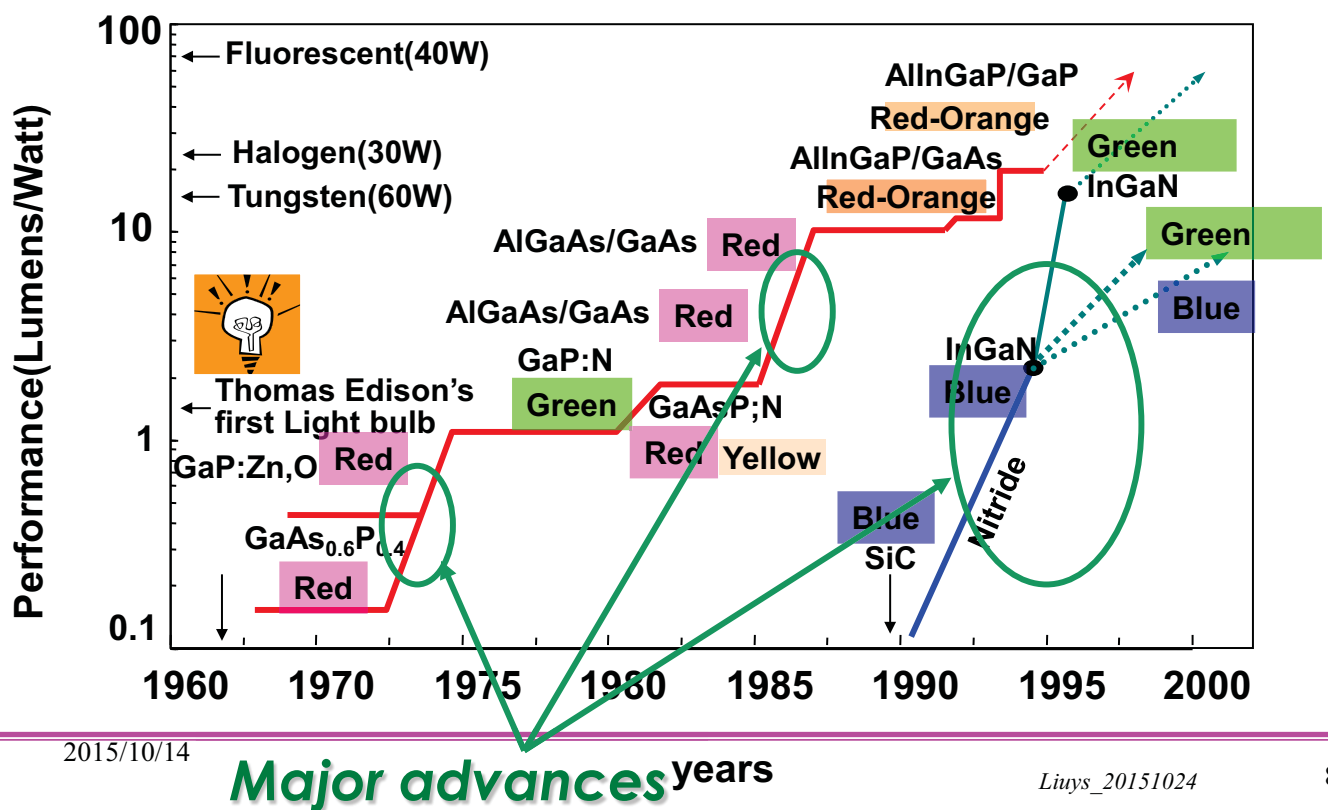 100
Fluorescent(40W)
AlInGaP/GaP
Red-Orange
Green
Halogen(30W)
AlInGaP/GaAs
Tungsten(60W)
Red-Orange
InGaN
10
AlGaAs/GaAs
Red
Green
AlGaAs/GaAs
Red
Blue
GaP:N
InGaN
Thomas Edison's
first Light bulb
Green
GaAsP;N
Blue
1
GaP:Zn,O
Red
Red
Yellow
Nitride
Blue
SiC
GaAs0.6P0.4
Red
0.1
Performance(Lumens/Watt)
1960
1970
1975
1980
1985
1990
1995
2000
years
2015/10/14
Major advances
Liuys_20151024